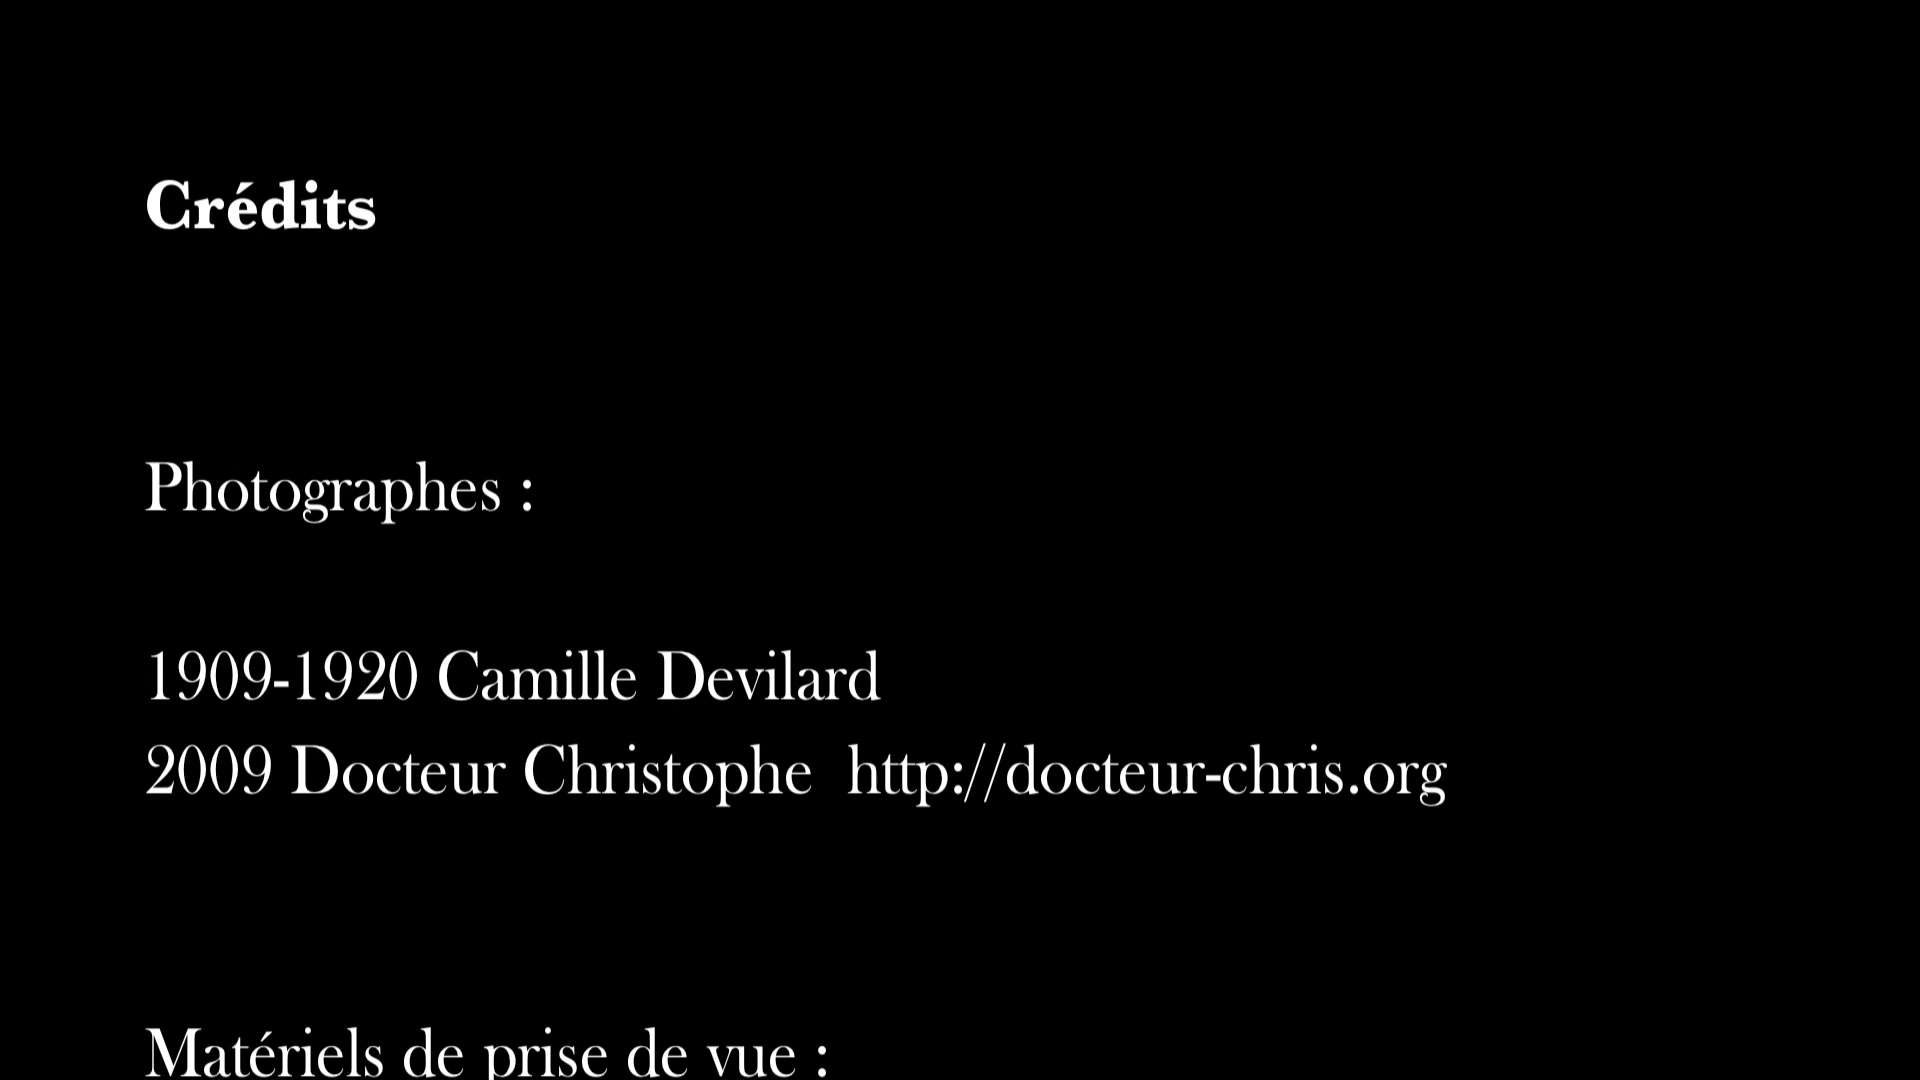 Crédits
Photographes :
1909-1920 Camille Devilard
2009 Docteur Christophe  http://docteur-chris.org
Matériels de prise de vue :